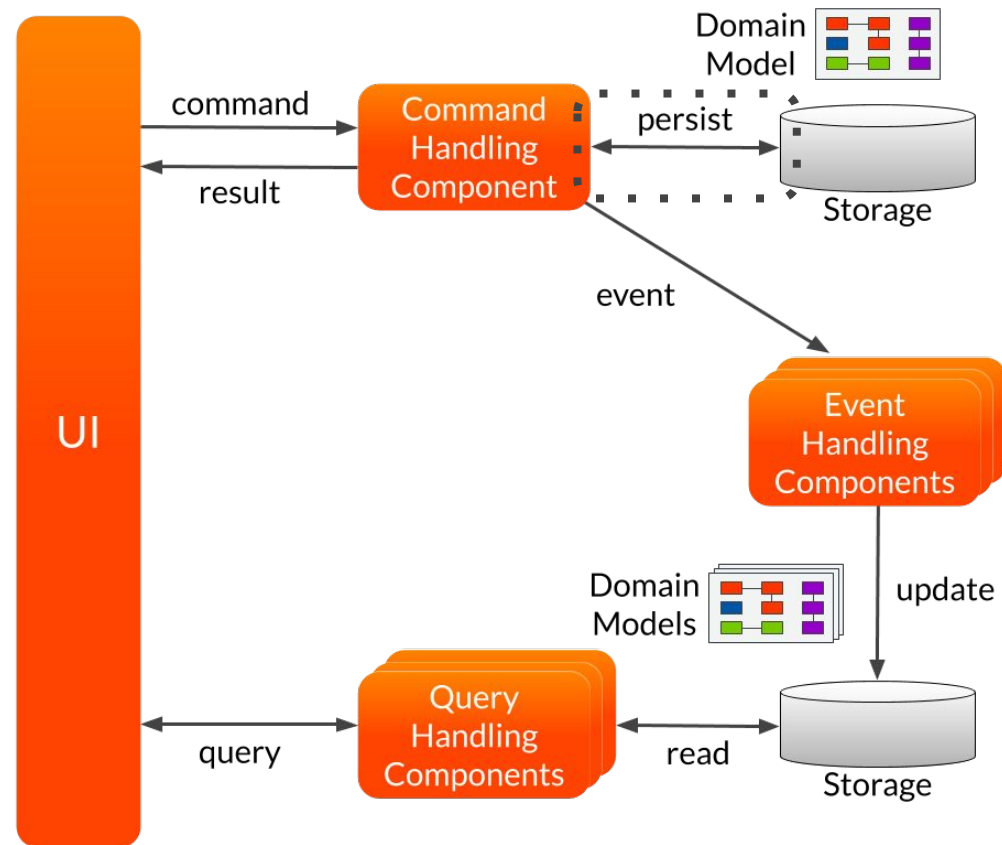 Domain
Model
command
Command
Handling
Component
persist
result
Storage
event
UI
Event
Handling
Components
Domain
Models
update
Query
Handling
Components
query
read
Storage